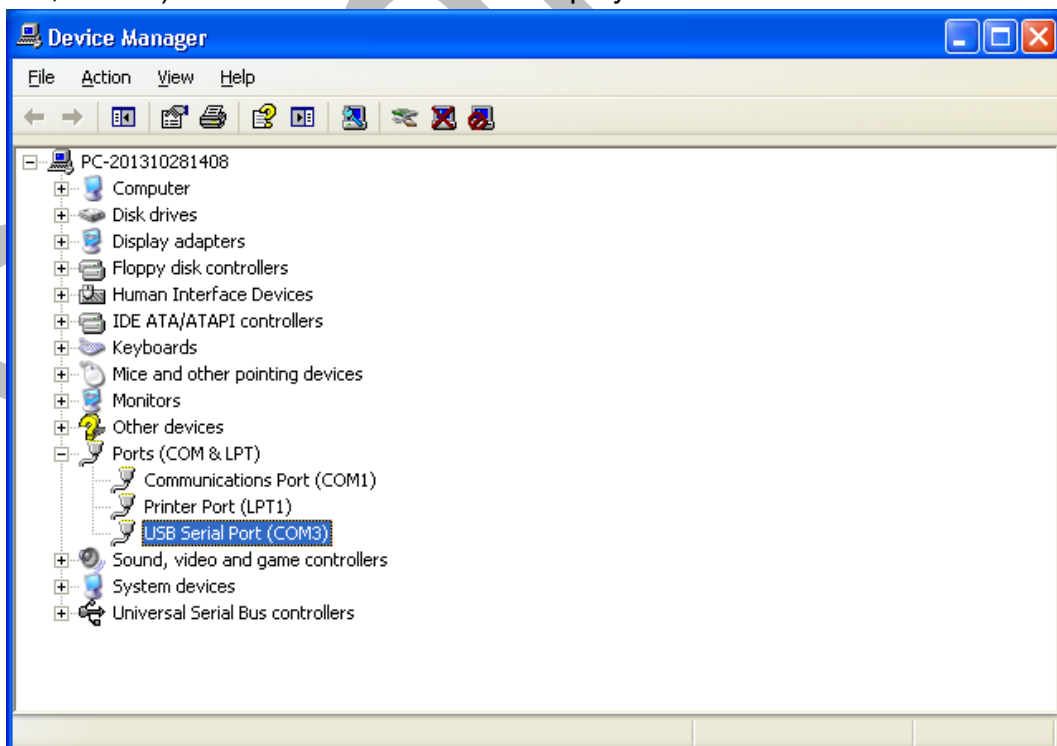 Device Manager
File Action View Help
PC-201310281408
Computer
Disk drives
Display adapters
Floppy disk controllers
Human Interface Devices
IDE ATA/ATAPI controllers
Keyboards
Mice and other pointing devices
Monitors
Other devices
Ports (COM & LPT)
Communications Port (COM1)
Printer Port (LPT1)
USB Serial Port (COM3)
Sound, video and game controllers
System devices
Universal Serial Bus controllers